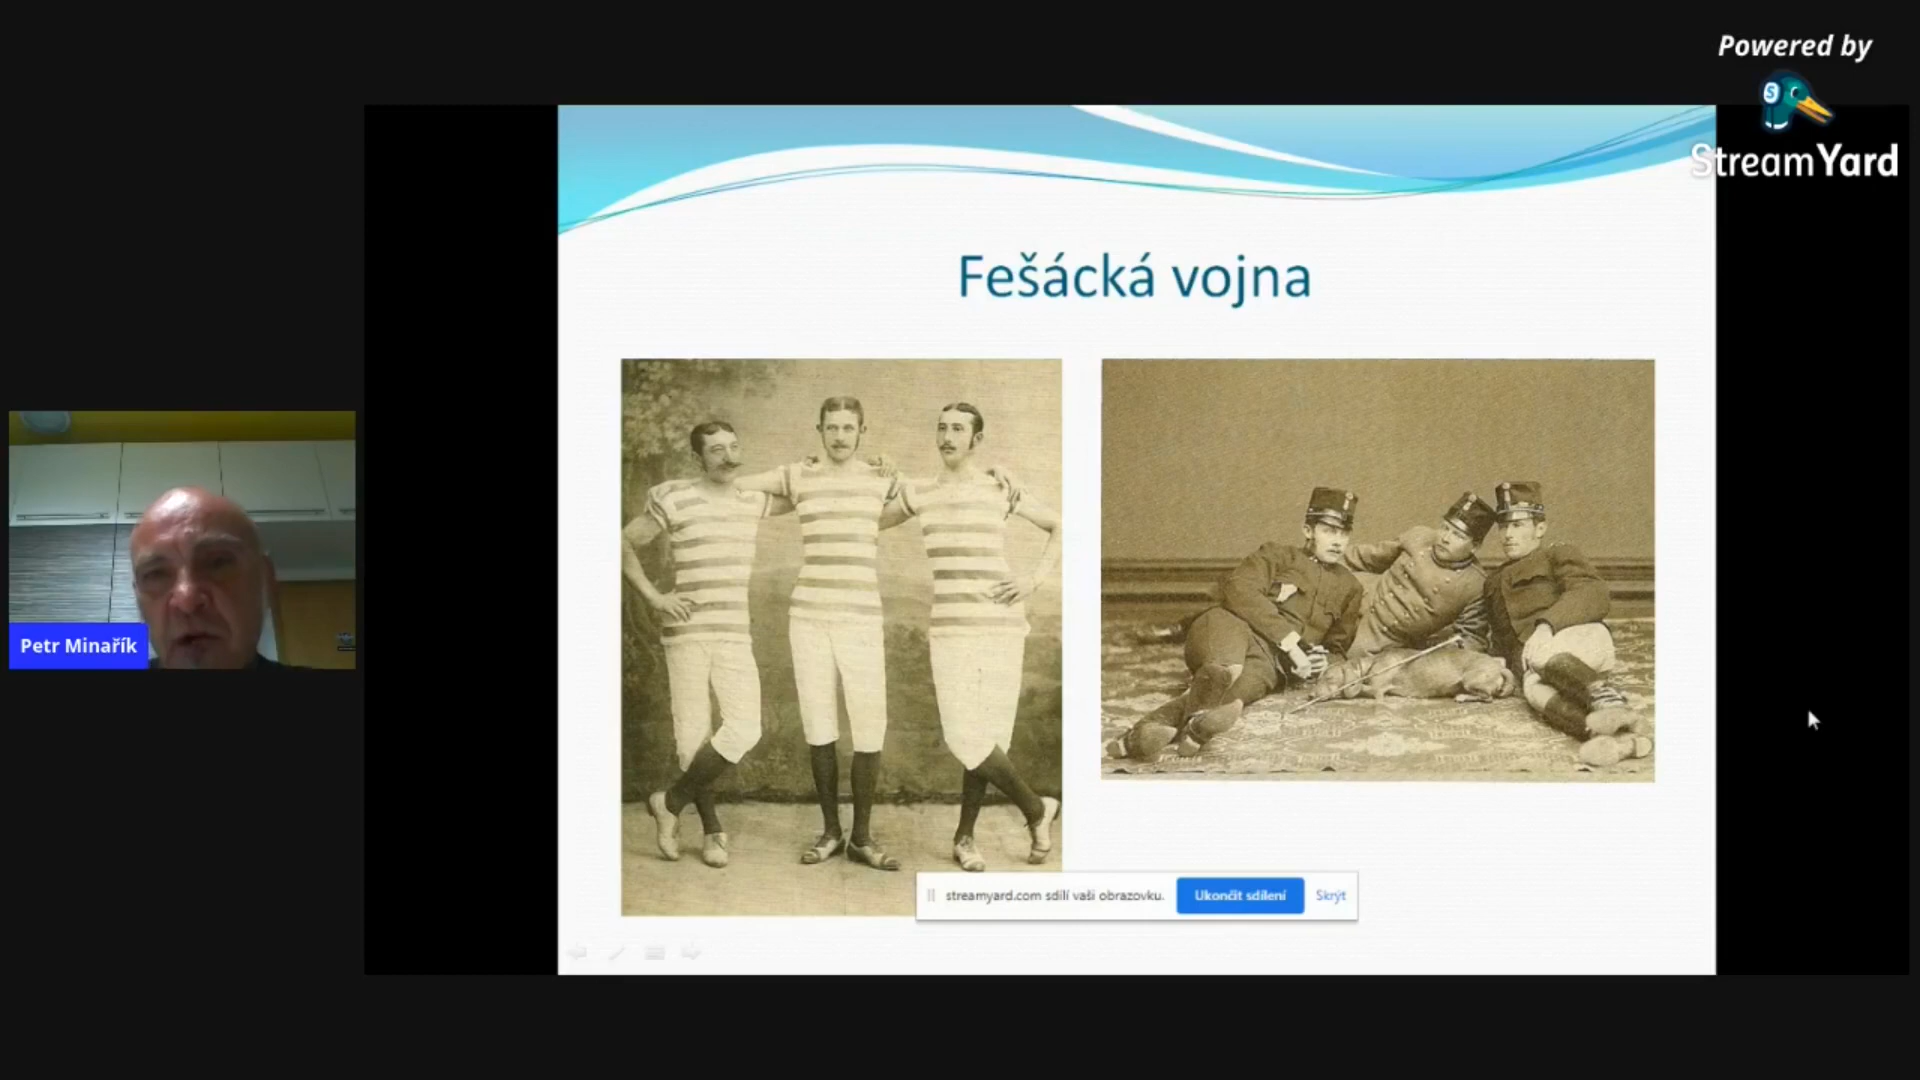 Powered by
S
StreamYard
Fešácká vojna
Petr Minařík
streamyard.com sdílí vaši obrazovku.
Ukončit sdílení
Skrýt